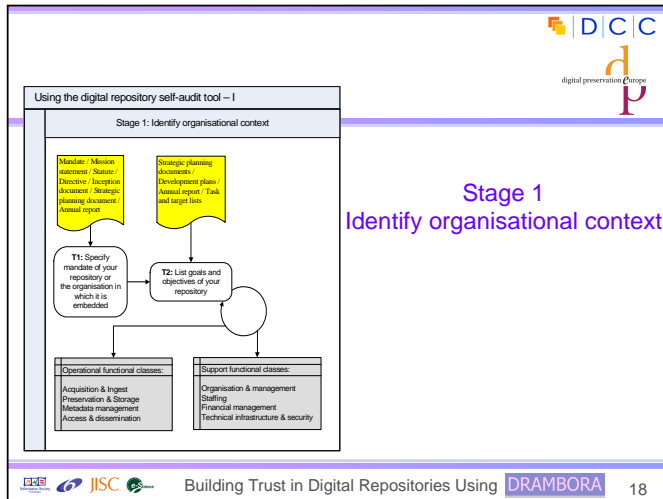 D|C|C
digital preservation europe
dp
Using the digital repository self-audit tool – I
Stage 1: Identify organisational context
Mandate / Mission
statement / Statute /
Directive / Inception
document / Strategic
planning document /
Annual report
Strategic planning
documents /
Development plans /
Annual report / Task
and target lists
T1: Specify
mandate of your
repository or
the organisation in
which it is
embedded
T2: List goals and
objectives of your
repository
Operational functional classes:
Acquisition & Ingest
Preservation & Storage
Metadata management
Access & dissemination
Support functional classes:
Organisation & management
Staffing
Financial management
Technical infrastructure & security
Stage 1
Identify organisational context
JISC
Building Trust in Digital Repositories Using DRAMBORA
18